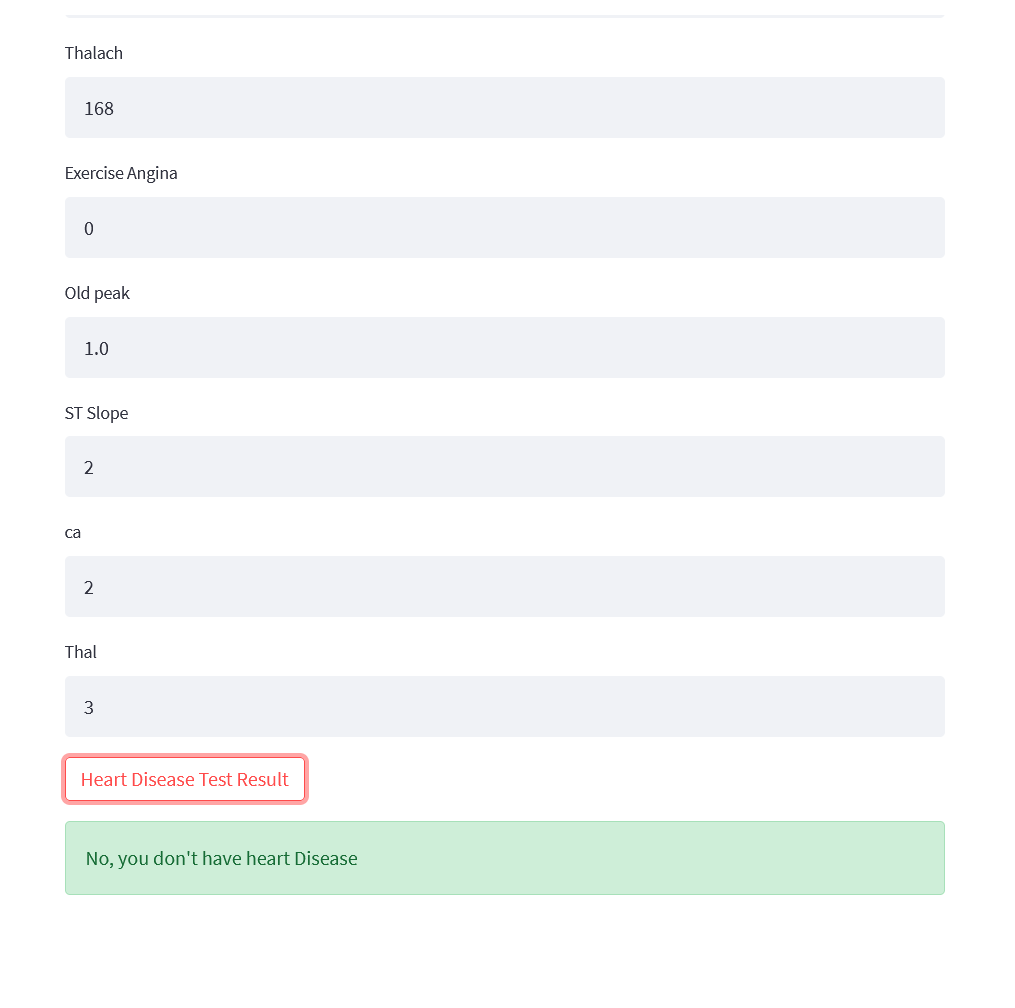 Thalach
168
Exercise Angina
0
Old peak
1.0
ST Slope
2
ca
2
Thal
3
Heart Disease Test Result
No, you don't have heart Disease